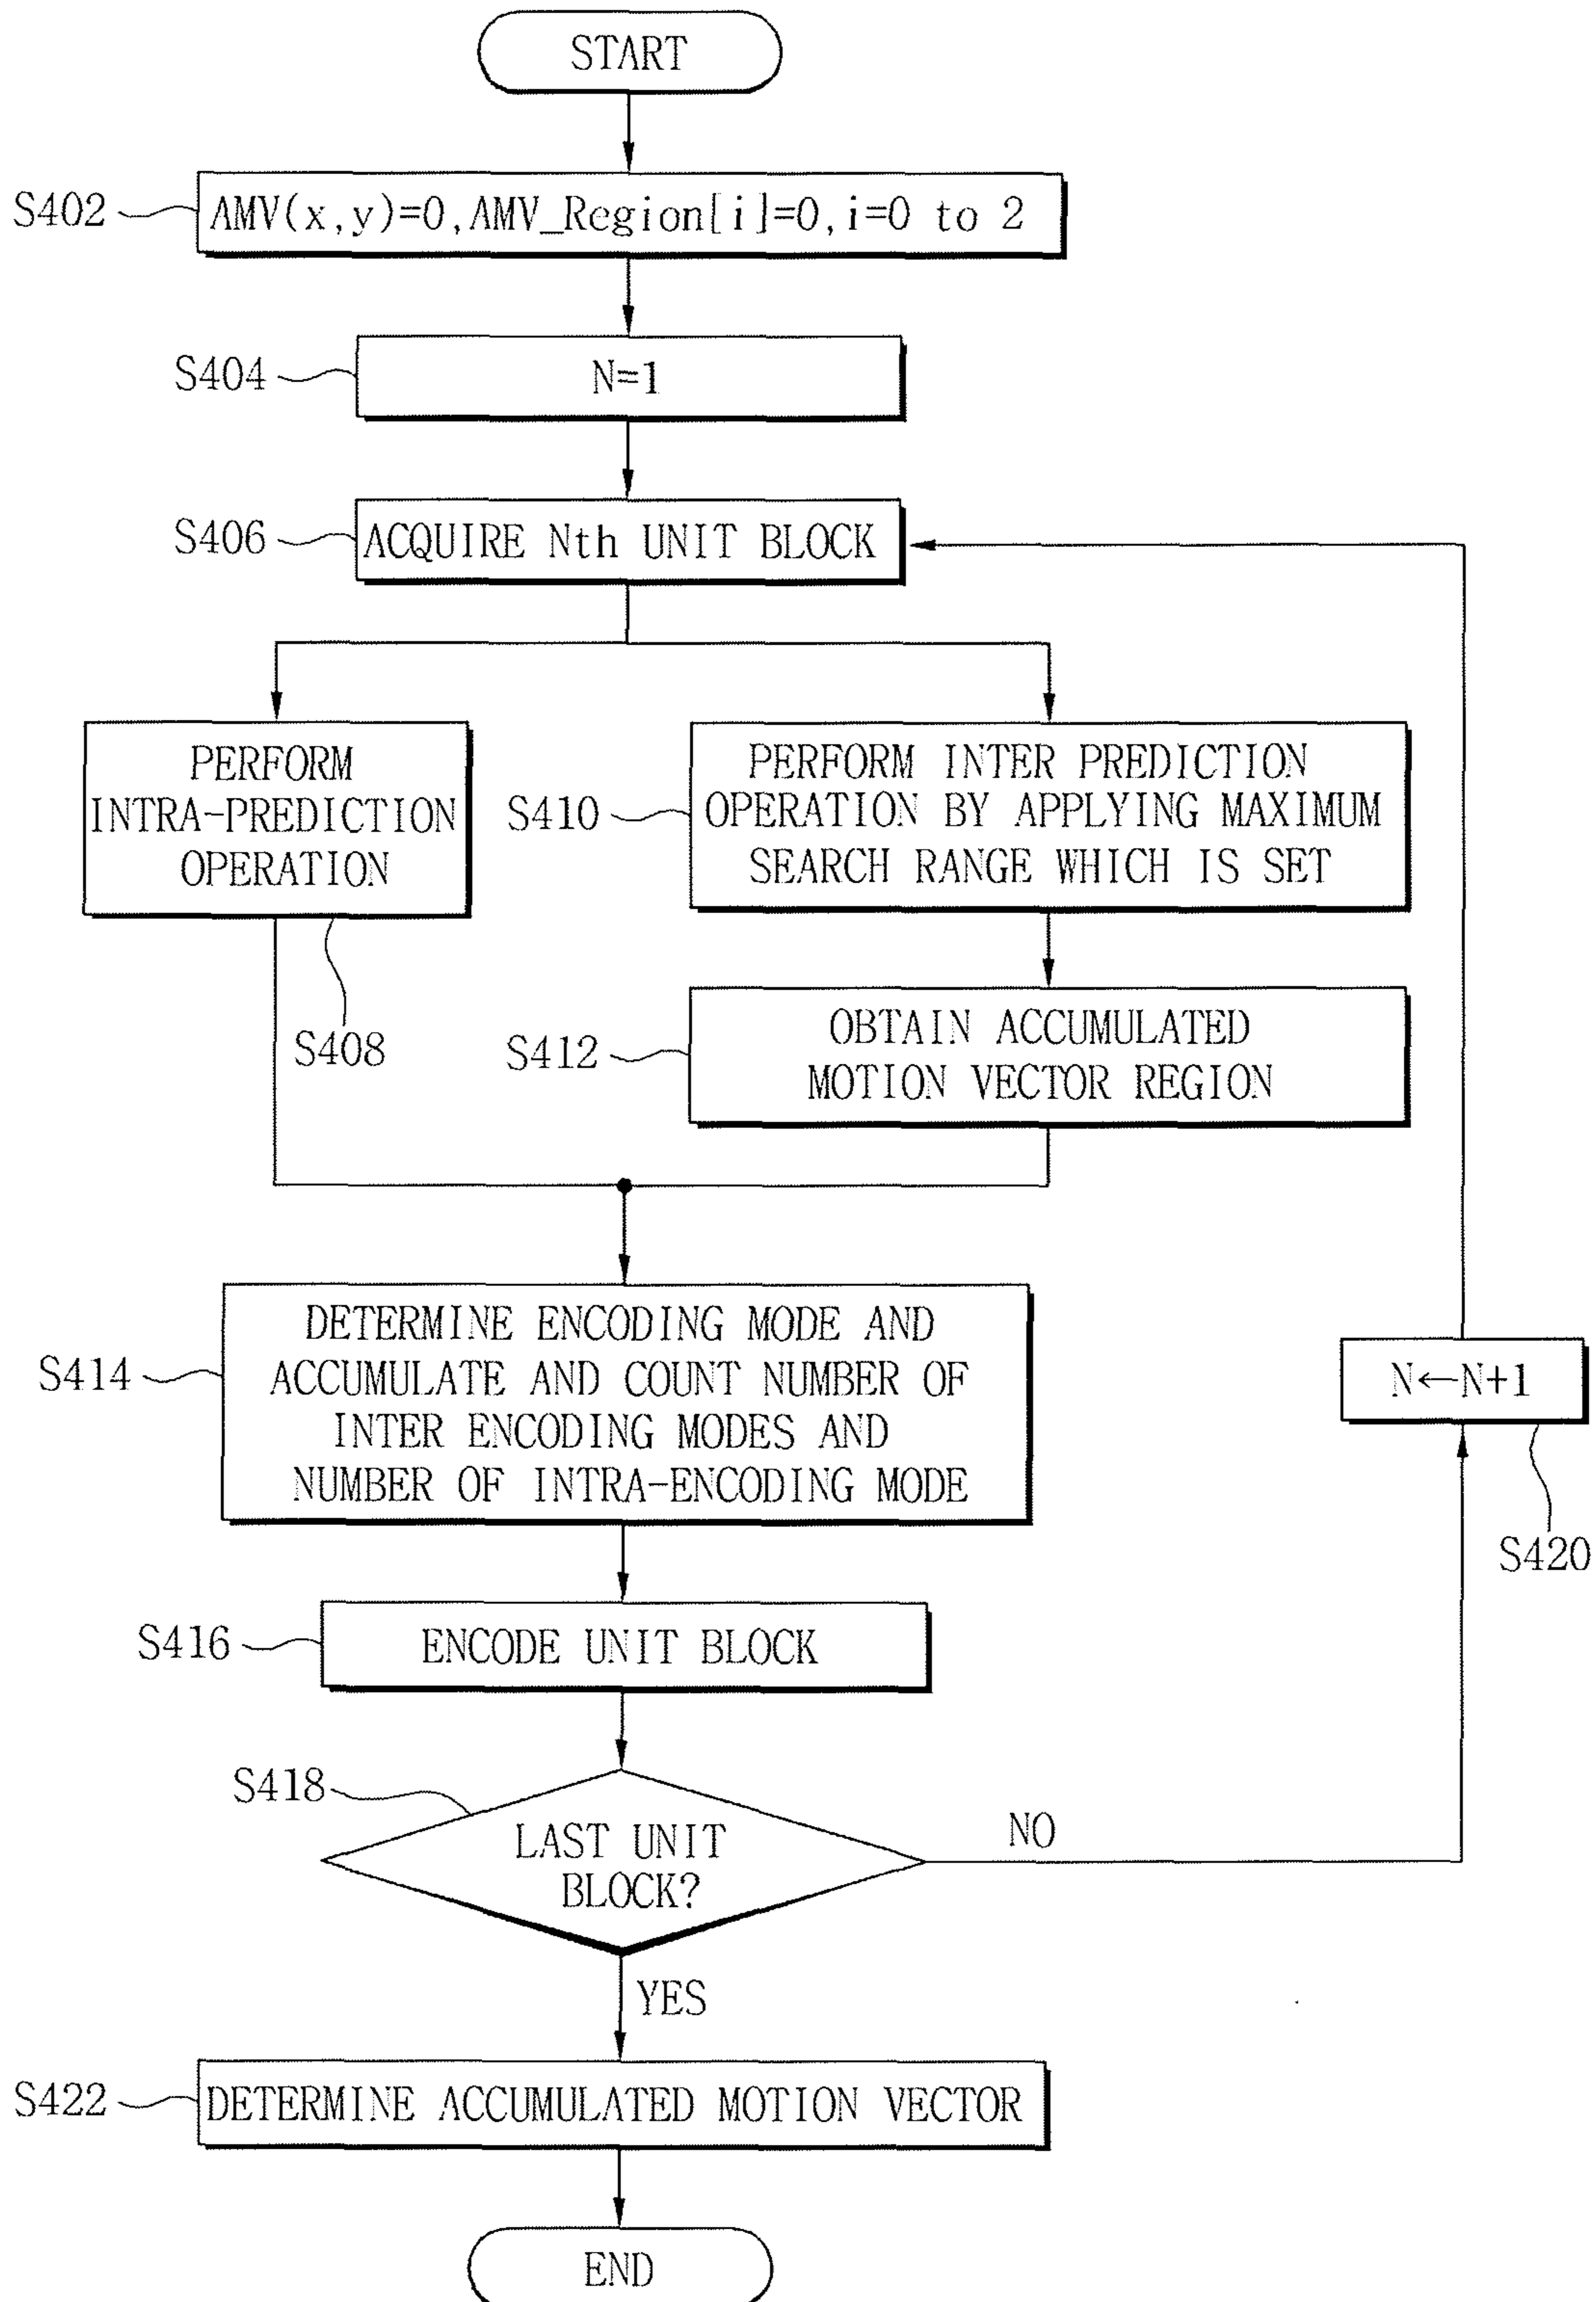 START
S402
AMV(x,y)=0,AMV_Region[i]=0,i=0 to 2
S404
N=1
S406
ACQUIRE Nth UNIT BLOCK
PERFORM
INTRA-PREDICTION
OPERATION
S408
S410
PERFORM INTER PREDICTION
OPERATION BY APPLYING MAXIMUM
SEARCH RANGE WHICH IS SET
S412
OBTAIN ACCUMULATED
MOTION VECTOR REGION
S414
DETERMINE ENCODING MODE AND
ACCUMULATE AND COUNT NUMBER OF
INTER ENCODING MODES AND
NUMBER OF INTRA-ENCODING MODE
N←N+1
S420
S416
ENCODE UNIT BLOCK
S418
LAST UNIT
BLOCK?
NO
YES
S422
DETERMINE ACCUMULATED MOTION VECTOR
END